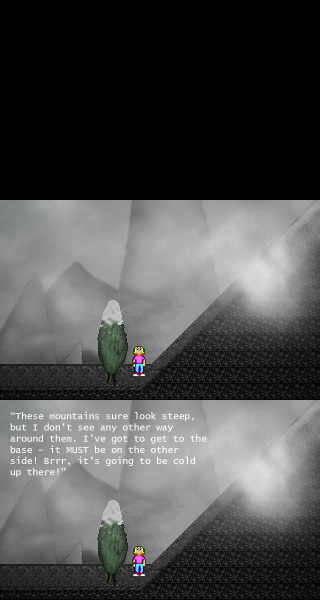 "These mountains sure look steep,
but I don't see any other way
around them. I've got to get to the
base - it MUST be on the other
side! Brrr, it's going to be cold
up there!"